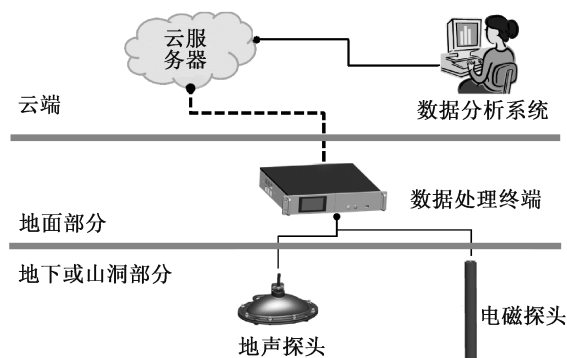 云服
务器
云端
数据分析系统
数据处理终端
地面部分
地下或山洞部分
电磁探头
地声探头